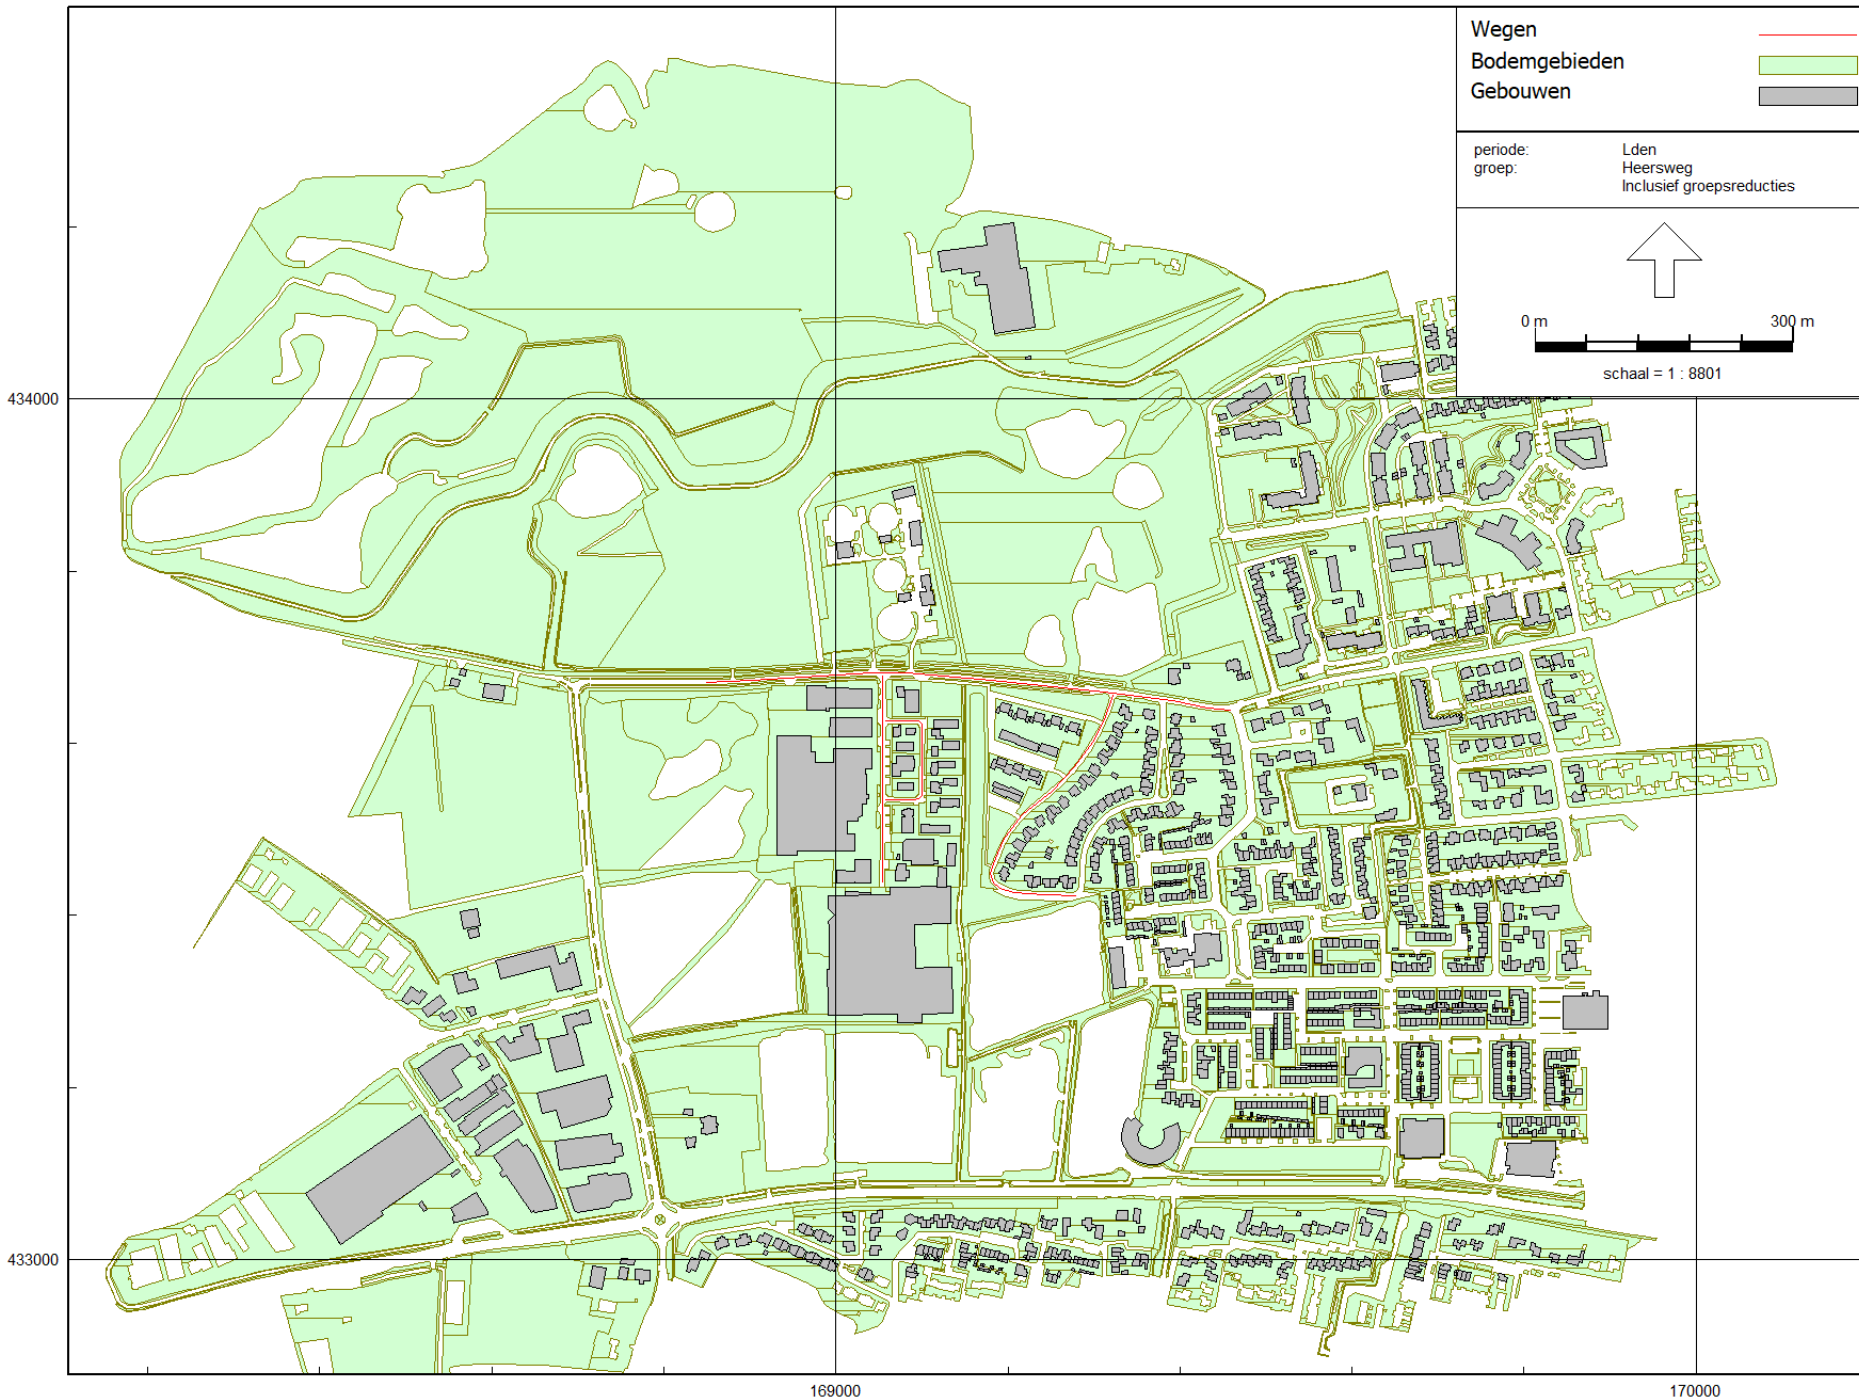 Wegen
Bodemgebieden
Gebouwen
periode: Lden
groep: Heersweg
Inclusief groepsreducties
0 m 300 m
schaal = 1 : 8801
434000
433000
169000 170000